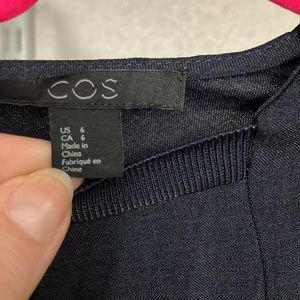 COS
US 6
CA 6
Made in
China
Fabriqué en
Chine